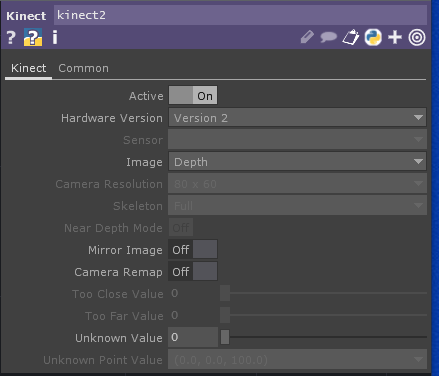 Kinect kinect2
? ? i
Kinect Common
Active On
Hardware Version Version 2
Sensor
Image Depth
Camera Resolution 80 x 60
Skeleton Full
Near Depth Mode Off
Mirror Image Off
Camera Remap Off
Too Close Value 0
Too Far Value 0
Unknown Value 0
Unknown Point Value (0.0, 0.0, 100.0)